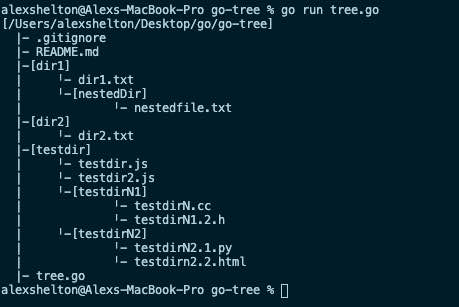 alexshelton@Alexs-MacBook-Pro go-tree % go run tree.go
[/Users/alexshelton/Desktop/go/go-tree]
|- .gitignore
|- README.md
|-[dir1]
| '- dir1.txt
| '-[nestedDir]
| '- nestedfile.txt
|-[dir2]
| '- dir2.txt
|-[testdir]
| '- testdir.js
| '- testdir2.js
| '-[testdirN1]
| '- testdirN.cc
| '- testdirN1.2.h
| '-[testdirN2]
| '- testdirN2.1.py
| '- testdirn2.2.html
|- tree.go
alexshelton@Alexs-MacBook-Pro go-tree %